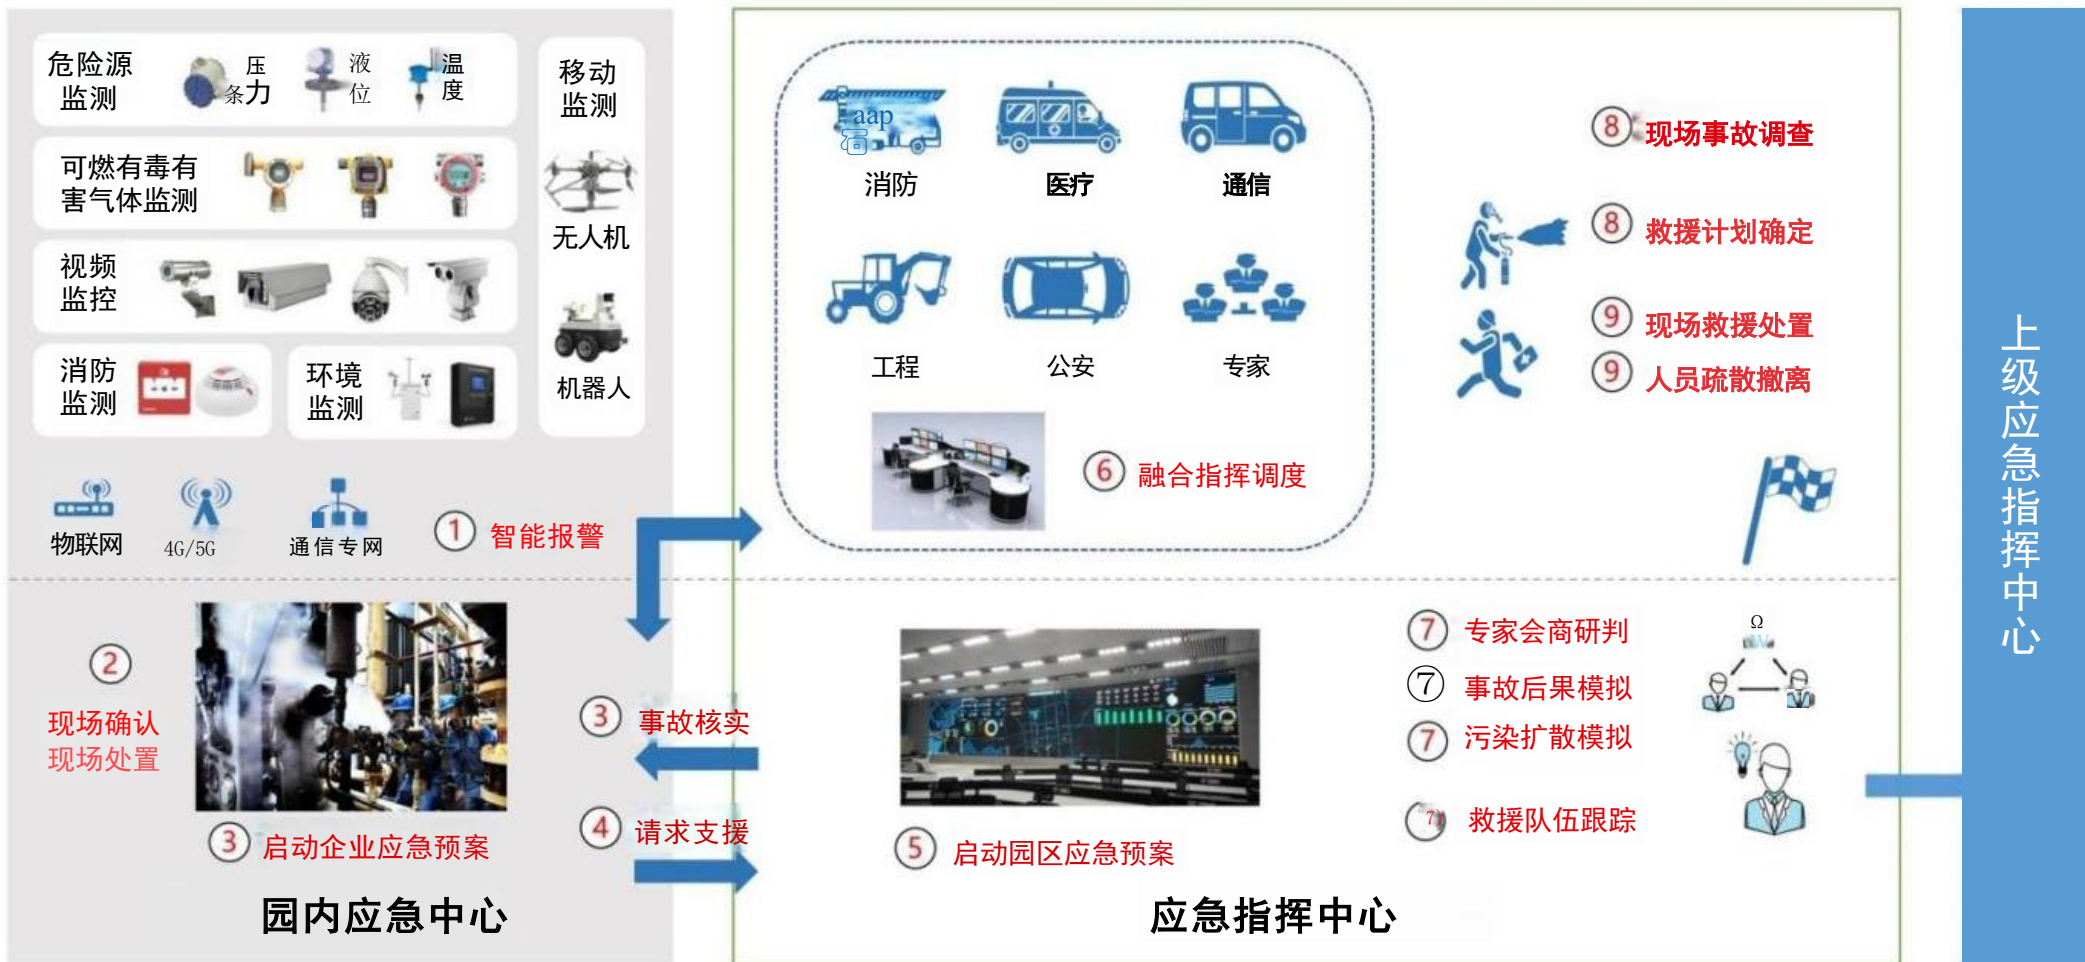 危险源
监测
压
条力
液
位
温
度
移动
监测
可燃有毒有
害气体监测
无人机
视频
监控
消防
监测
环境
监测
机器人
物联网
4G/5G
通信专网
① 智能报警
②
现场确认
现场处置
③ 启动企业应急预案
③ 事故核实
④ 请求支援
园内应急中心
aap
石
消防
医疗
通信
工程
公安
专家
⑥ 融合指挥调度
⑧ 现场事故调查
⑧ 救援计划确定
⑨ 现场救援处置
⑨ 人员疏散撤离
⑤ 启动园区应急预案
⑦ 专家会商研判
⑦ 事故后果模拟
⑦ 污染扩散模拟
7) 救援队伍跟踪
Ω
应急指挥中心
上级应急指挥中心